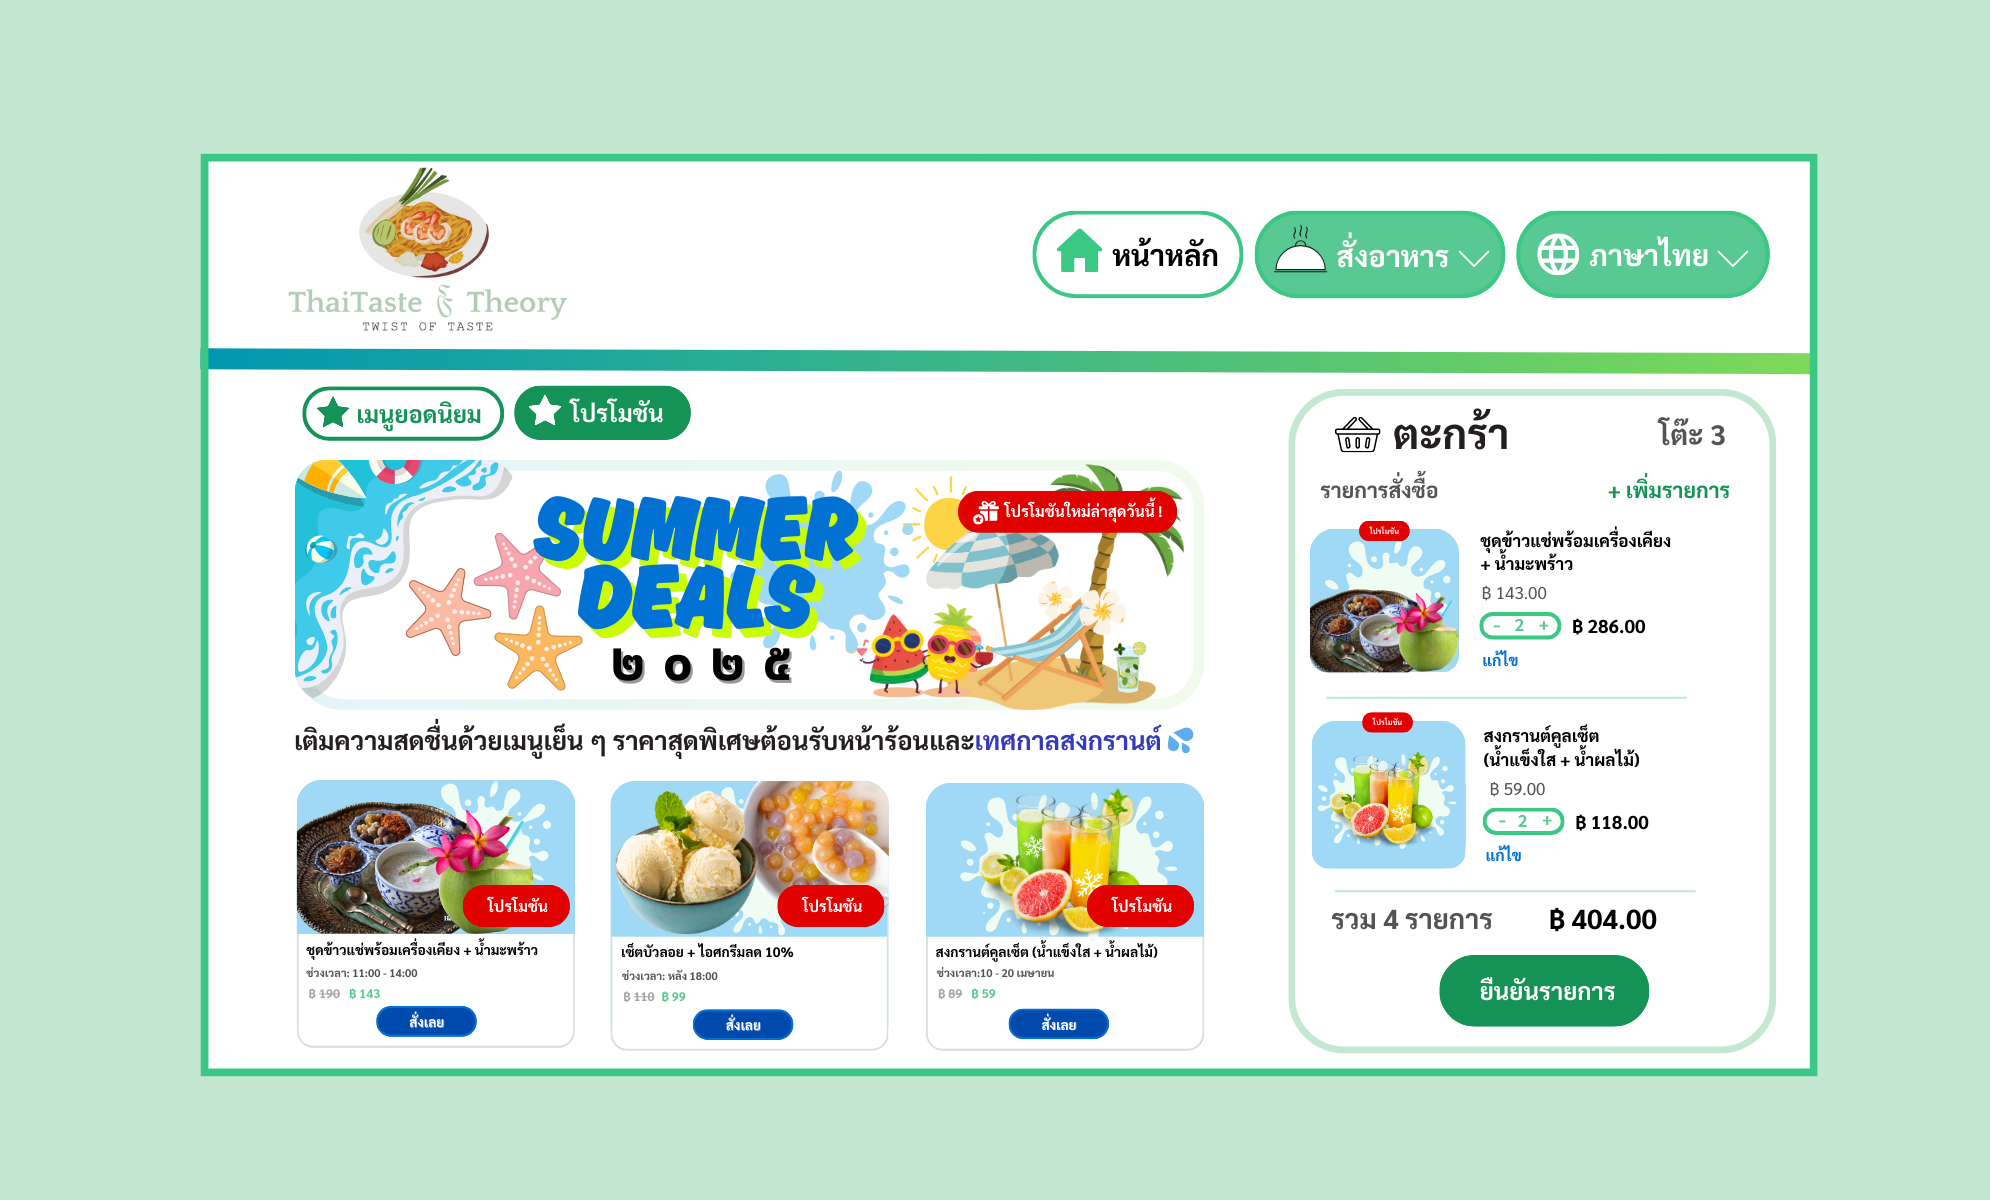 ThaiTaste & Theory
TWIST OF TASTE
หน้าหลัก
สั่งอาหาร
ภาษาไทย
เมนูยอดนิยม
โปรโมชัน
โปรโมชันใหม่ล่าสุดวันนี้ !
SUMMER
DEALS
๒๐๒๕
เติมความสดชื่นด้วยเมนูเย็น ๆ ราคาสุดพิเศษต้อนรับหน้าร้อนและเทศกาลสงกรานต์
โปรโมชัน
ชุดข้าวแช่พร้อมเครื่องเคียง + น้ำมะพร้าว
ช่วงเวลา: 11:00 - 14:00
฿ 190 ฿ 143
สั่งเลย
โปรโมชัน
เซ็ตบัวลอย + ไอศกรีมลด 10%
ช่วงเวลา: หลัง 18:00
฿ 110 ฿ 99
สั่งเลย
โปรโมชัน
สงกรานต์คูลเซ็ต (น้ำแข็งใส + น้ำผลไม้)
ช่วงเวลา:10 - 20 เมษายน
฿ 89 ฿ 59
สั่งเลย
ตะกร้า
โต๊ะ 3
รายการสั่งซื้อ
+ เพิ่มรายการ
โปรโมชัน
ชุดข้าวแช่พร้อมเครื่องเคียง
+ น้ำมะพร้าว
฿ 143.00
- 2 + ฿ 286.00
แก้ไข
โปรโมชัน
สงกรานต์คูลเซ็ต
(น้ำแข็งใส + น้ำผลไม้)
฿ 59.00
- 2 + ฿ 118.00
แก้ไข
รวม 4 รายการ ฿ 404.00
ยืนยันรายการ